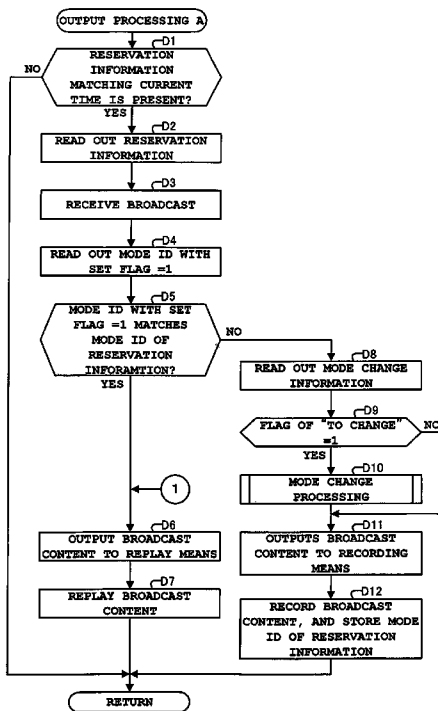 OUTPUT PROCESSING A
D1
RESERVATION
INFORMATION
MATCHING CURRENT
TIME IS PRESENT?
NO
YES
D2
READ OUT RESERVATION
INFORMATION
D3
RECEIVE BROADCAST
D4
READ OUT MODE ID WITH
SET FLAG =1
D5
MODE ID WITH SET
FLAG =1 MATCHES
MODE ID OF
RESERVATION
INFORAMTION?
NO
YES
D8
READ OUT MODE CHANGE
INFORMATION
D9
FLAG OF "TO CHANGE"
=1
NO
YES
D10
MODE CHANGE
PROCESSING
1
D6
OUTPUT BROADCAST
CONTENT TO REPLAY MEANS
D7
REPLAY BROADCAST
CONTENT
D11
OUTPUTS BROADCAST
CONTENT TO RECORDING
MEANS
D12
RECORD BROADCAST
CONTENT, AND STORE MODE
ID OF RESERVATION
INFORMATION
RETURN